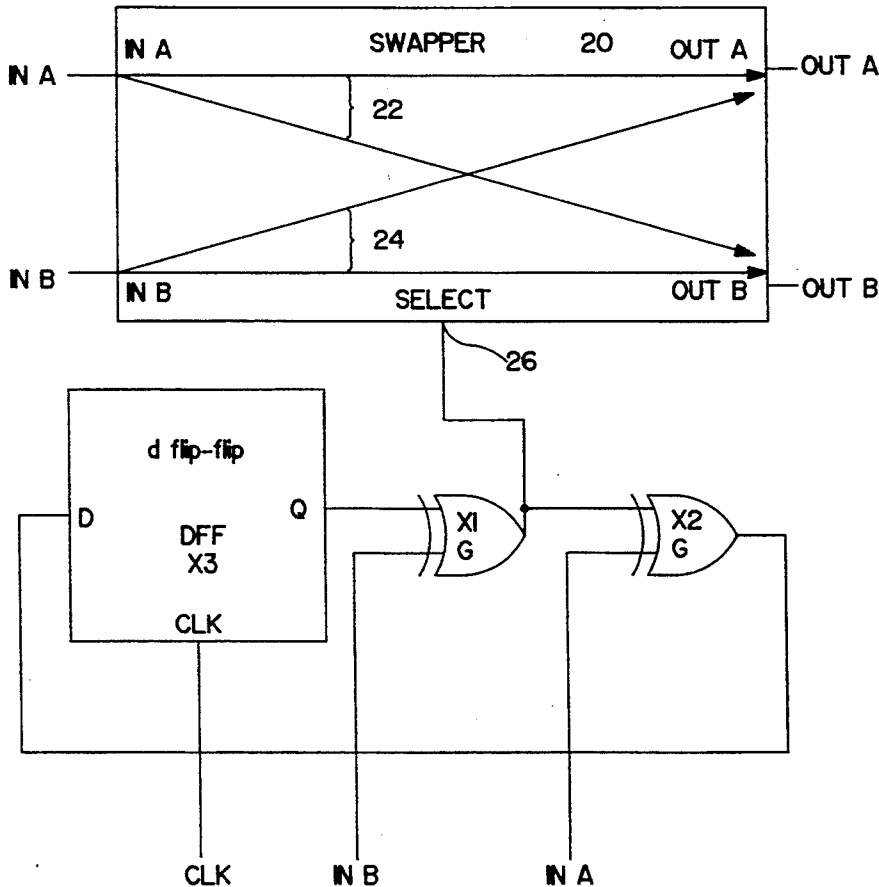 IN A SWAPPER 20 OUT A
IN A OUT A
22
24
IN B OUT B
IN B SELECT OUT B
26
d flip-flip
D Q X1 X2
DFF G G
X3
CLK
CLK IN B IN A